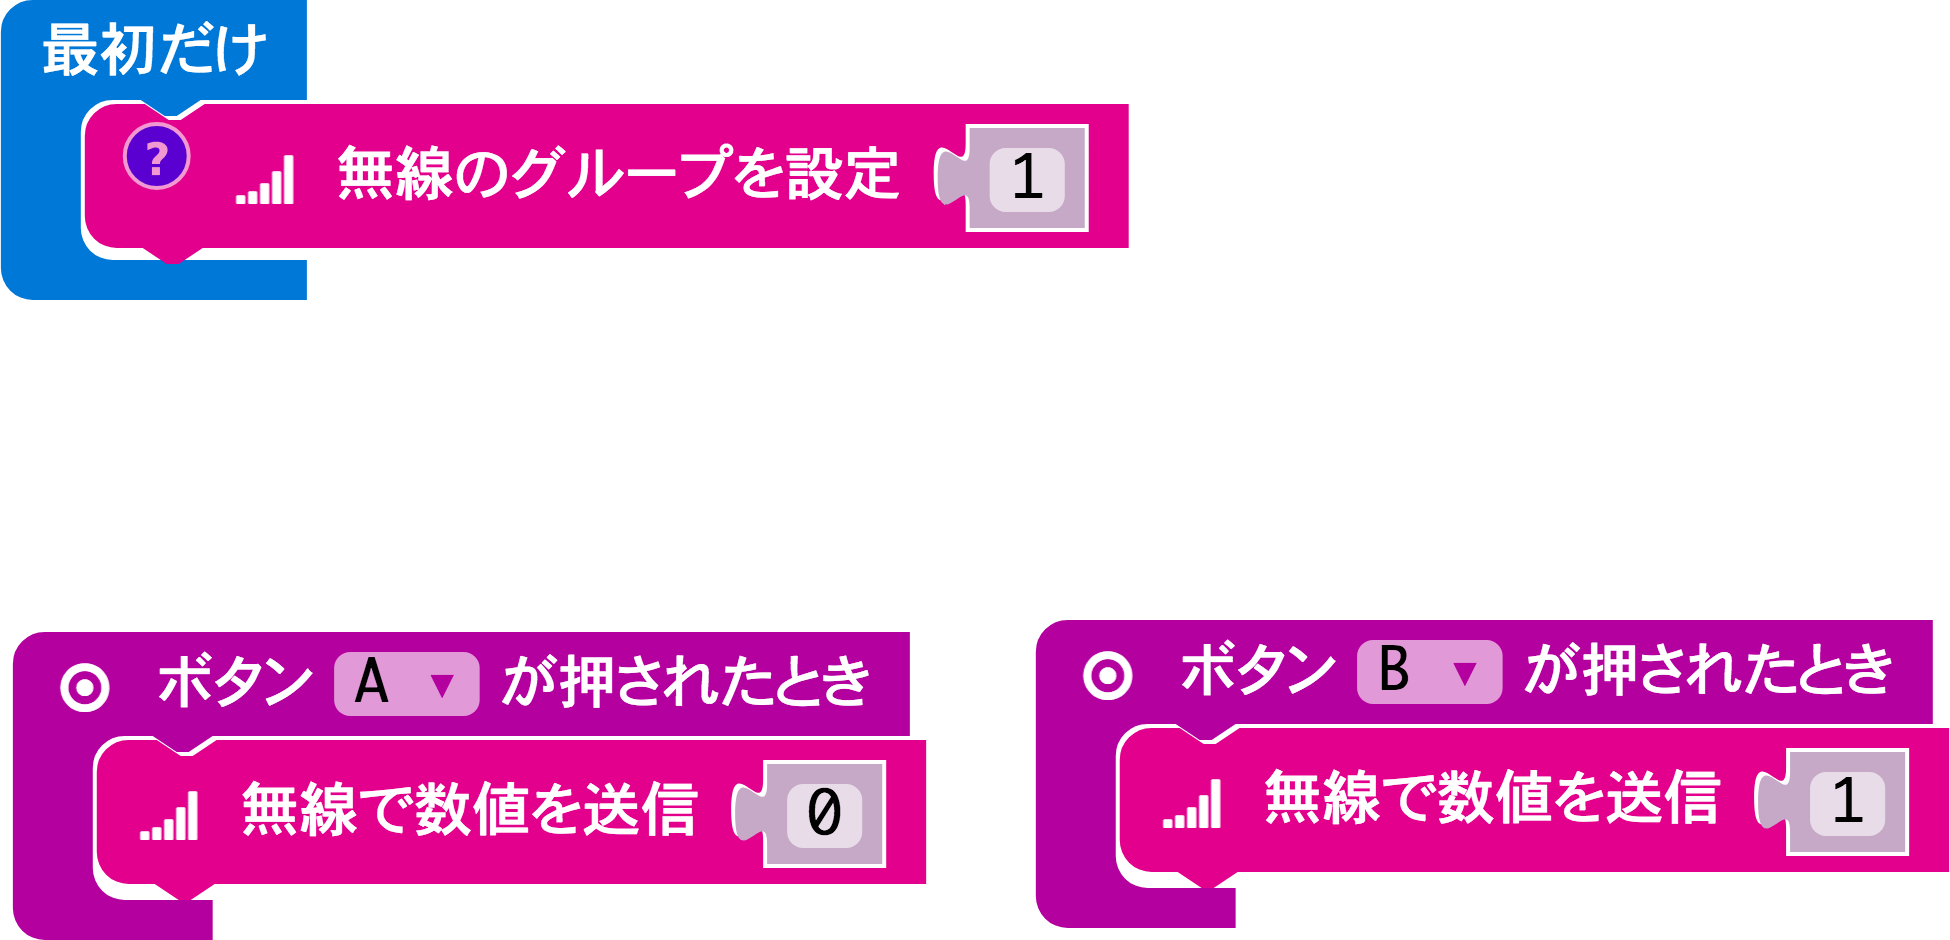 最初だけ
? 無線のグループを設定 1
ボタン A ▼ が押されたとき
無線で数値を送信 0
ボタン B ▼ が押されたとき
無線で数値を送信 1